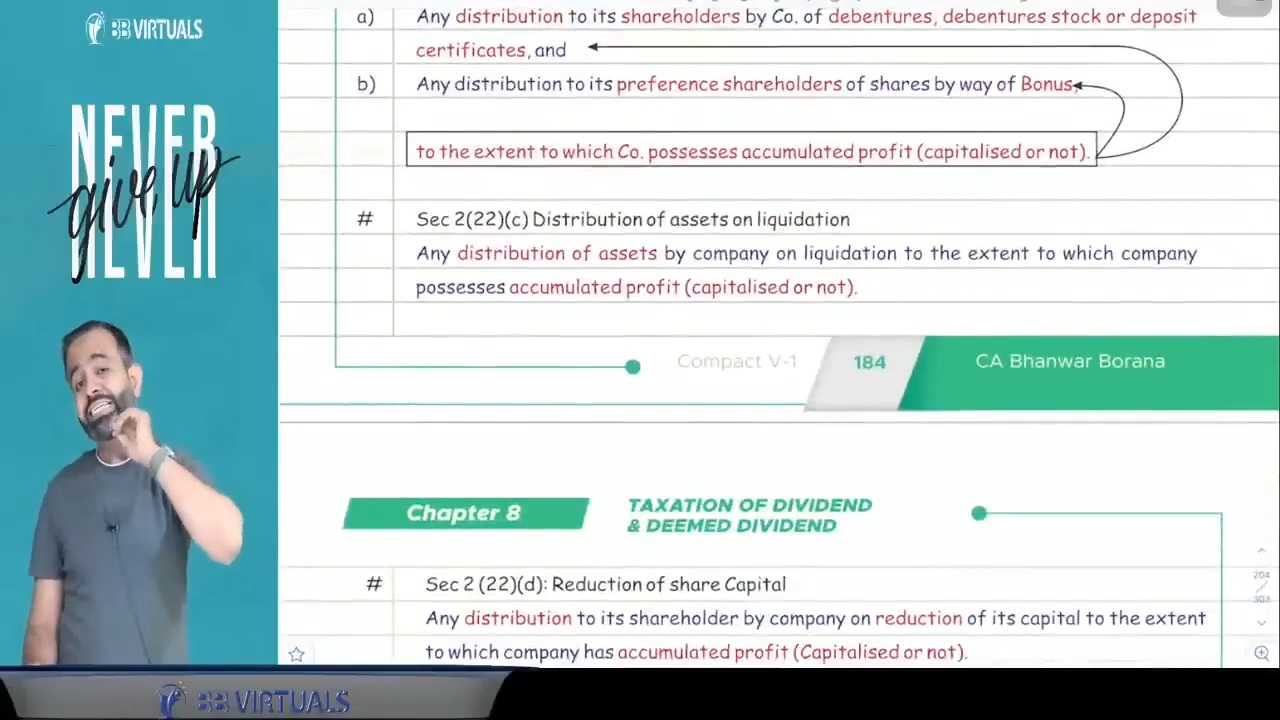 BB VIRTUALS
NEVER
give up
NEVER
a) Any distribution to its shareholders by Co. of debentures, debentures stock or deposit
certificates, and
b) Any distribution to its preference shareholders of shares by way of Bonus,
to the extent to which Co. possesses accumulated profit (capitalised or not).
# Sec 2(22)(c) Distribution of assets on liquidation
Any distribution of assets by company on liquidation to the extent to which company
possesses accumulated profit (capitalised or not).
Compact V-1 184 CA Bhanwar Borana
Chapter 8 TAXATION OF DIVIDEND
& DEEMED DIVIDEND
# Sec 2 (22)(d): Reduction of share Capital
Any distribution to its shareholder by company on reduction of its capital to the extent
to which company has accumulated profit (Capitalised or not).
204
303
BB VIRTUALS